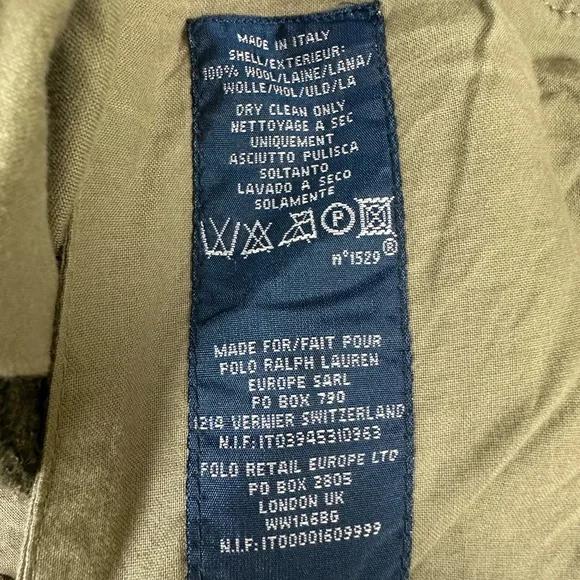 MADE IN ITALY
SHELL/EXTERIEUR:
100% WOOL/LAINE/LANA/
WOLLE/WOL/ULD/LA
DRY CLEAN ONLY
NETTOYAGE A SEC
UNIQUEMENT
ASCIUTTO PULISCA
SOLTANTO
LAVADO A SECO
SOLAMENTE
P
n°1529 ®
MADE FOR/FAIT POUR
POLO RALPH LAUREN
EUROPE SARL
PO BOX 790
1214 VERNIER SWITZERLAND
N.I.F:IT03945310963
POLO RETAIL EUROPE LTD
PO BOX 2805
LONDON UK
WW1A6BG
N.I.F:IT00001609999